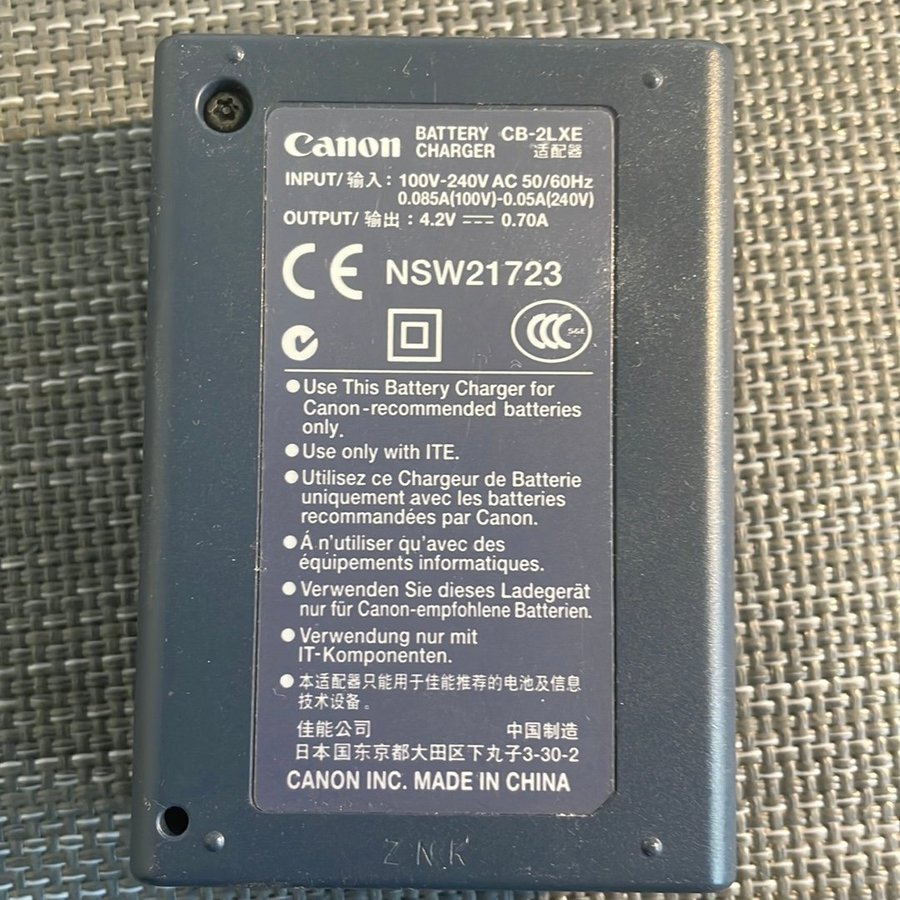 Canon BATTERY CHARGER CB-2LXE 适配器
INPUT/输入: 100V-240V AC 50/60Hz
0.085A(100V)-0.05A(240V)
OUTPUT/输出: 4.2V ⎓ 0.70A
CE NSW21723
CCC S&E
●Use This Battery Charger for
Canon-recommended batteries
only.
●Use only with ITE.
●Utilisez ce Chargeur de Batterie
uniquement avec les batteries
recommandées par Canon.
●Á n'utiliser qu'avec des
équipements informatiques.
●Verwenden Sie dieses Ladegerät
nur für Canon-empfohlene Batterien.
●Verwendung nur mit
IT-Komponenten.
●本适配器只能用于佳能推荐的电池及信息
技术设备。
佳能公司 中国制造
日本国东京都大田区下丸子3-30-2
CANON INC. MADE IN CHINA
ZNK